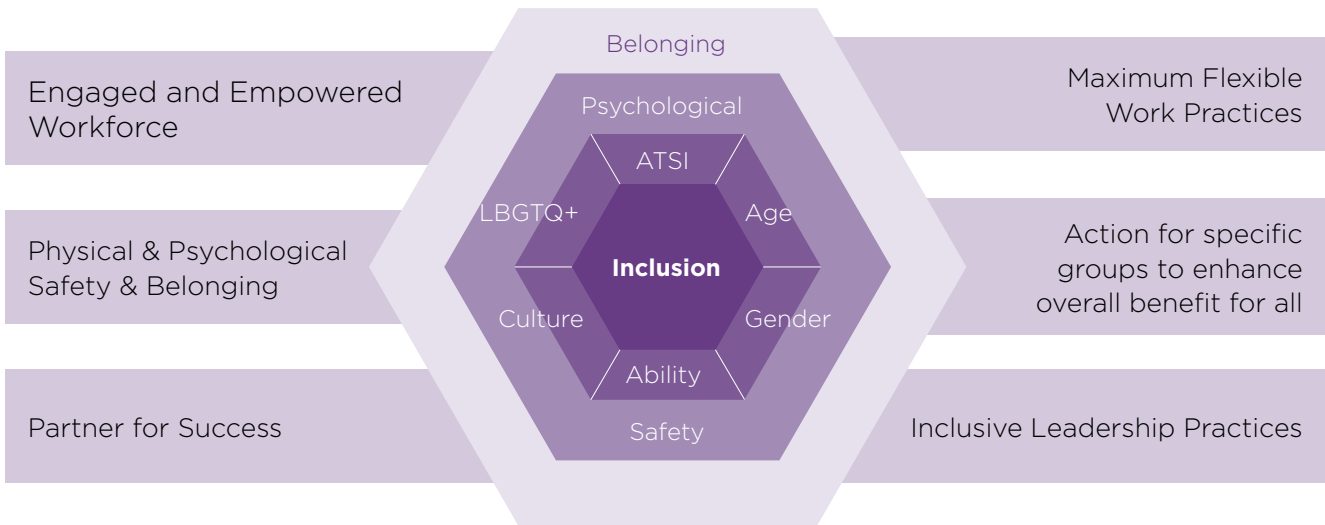 Belonging
Engaged and Empowered
Workforce
Maximum Flexible
Work Practices
Psychological
ATSI
LBGTQ+
Age
Physical & Psychological
Safety & Belonging
Inclusion
Action for specific
groups to enhance
overall benefit for all
Culture
Gender
Ability
Partner for Success
Safety
Inclusive Leadership Practices